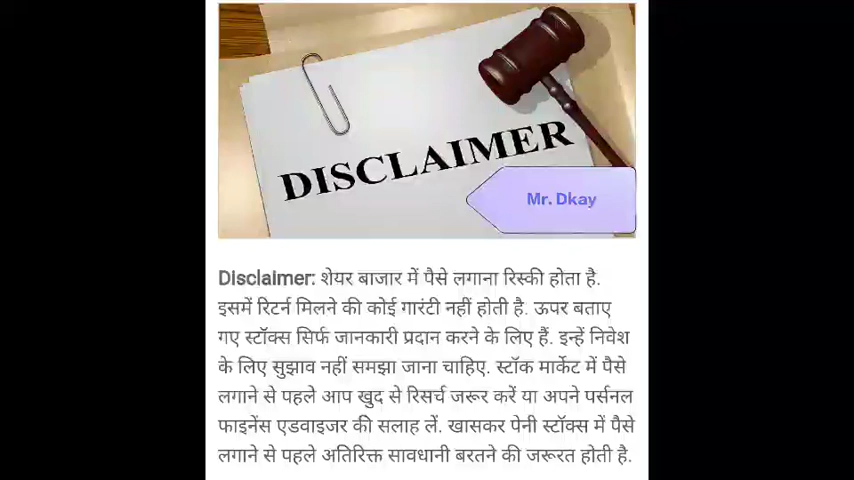 DISCLAIMER
Mr. Dkay
Disclaimer: शेयर बाजार में पैसे लगाना रिस्की होता है.
इसमें रिटर्न मिलने की कोई गारंटी नहीं होती है. ऊपर बताए
गए स्टॉक्स सिर्फ जानकारी प्रदान करने के लिए हैं. इन्हें निवेश
के लिए सुझाव नहीं समझा जाना चाहिए. स्टॉक मार्केट में पैसे
लगाने से पहले आप खुद से रिसर्च जरूर करें या अपने पर्सनल
फाइनेंस एडवाइजर की सलाह लें. खासकर पेनी स्टॉक्स में पैसे
लगाने से पहले अतिरिक्त सावधानी बरतने की जरूरत होती है.